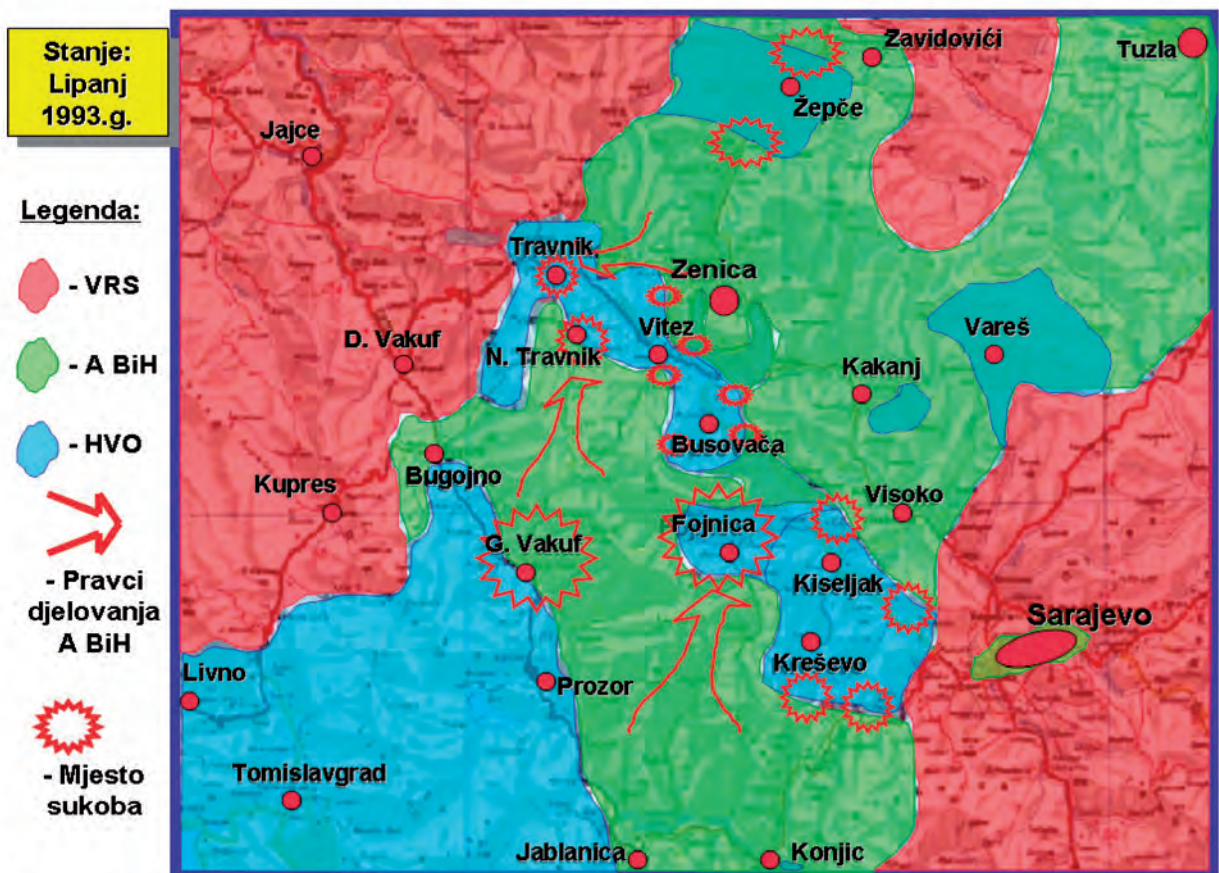 Stanje:
Lipanj
1993.g.
Legenda:
- VRS
- A BiH
- HVO
- Pravci
djelovanja
A BiH
- Mjesto
sukoba
Zavidovići
Tuzla
Žepče
Jajce
Travnik
Zenica
Vitez
Vareš
D. Vakuf
N. Travnik
Kakanj
Busovača
Bugojno
Kupres
Visoko
Fojnica
G. Vakuf
Kiseljak
Sarajevo
Kreševo
Livno
Prozor
Tomislavgrad
Jablanica
Konjic